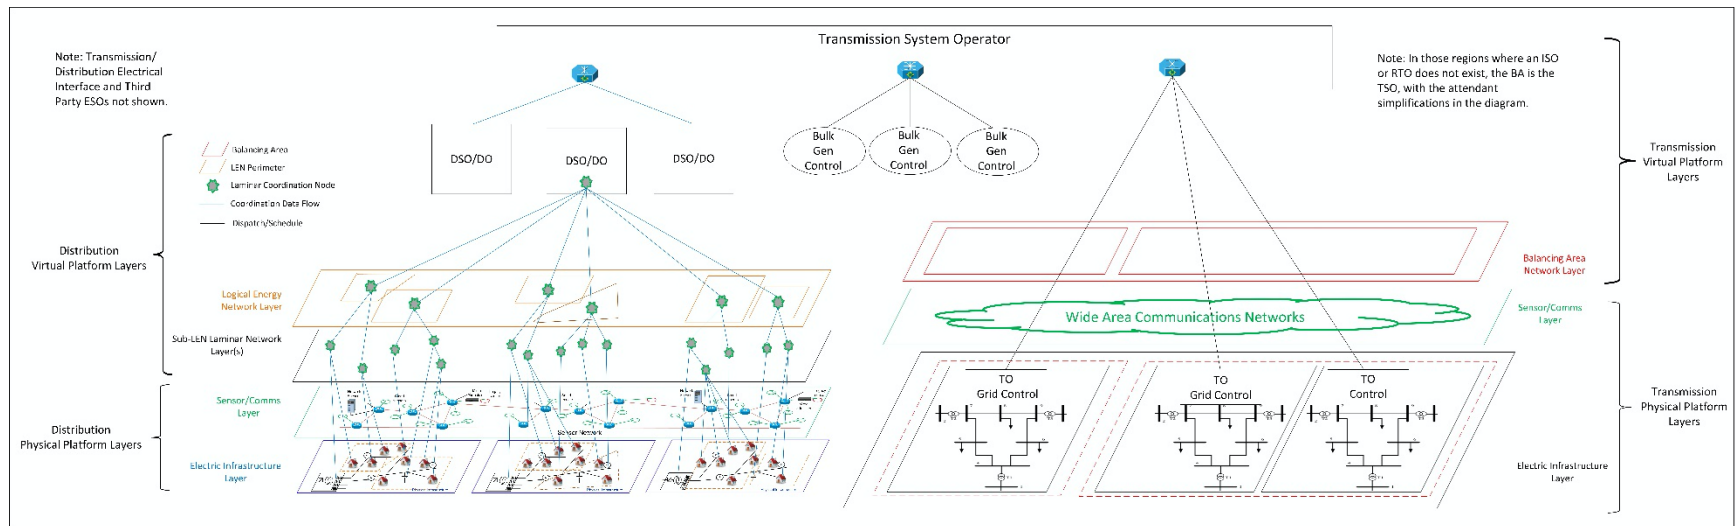 Transmission System Operator
Note: Transmission/
Distribution Electrical
Interface and Third
Party ESOs not shown.
Note: In those regions where an ISO
or RTO does not exist, the BA is the
TSO, with the attendant
simplifications in the diagram.
Balancing Area
LEN Perimeter
Laminar Coordination Node
Coordination Data Flow
Dispatch/Schedule
DSO/DO
DSO/DO
DSO/DO
Bulk
Gen
Control
Bulk
Gen
Control
Bulk
Gen
Control
Transmission
Virtual Platform
Layers
Distribution
Virtual Platform Layers
Balancing Area
Network Layer
Logical Energy
Network Layer
Sensor/Comms
Layer
Wide Area Communications Networks
Sub-LEN Laminar Network
Layer(s)
TO
Grid Control
TO
Grid Control
TO
Control
Sensor/Comms
Layer
Transmission
Physical Platform
Layers
Distribution
Physical Platform Layers
Sensor Network
Electric Infrastructure
Layer
Electric Infrastructure
Layer